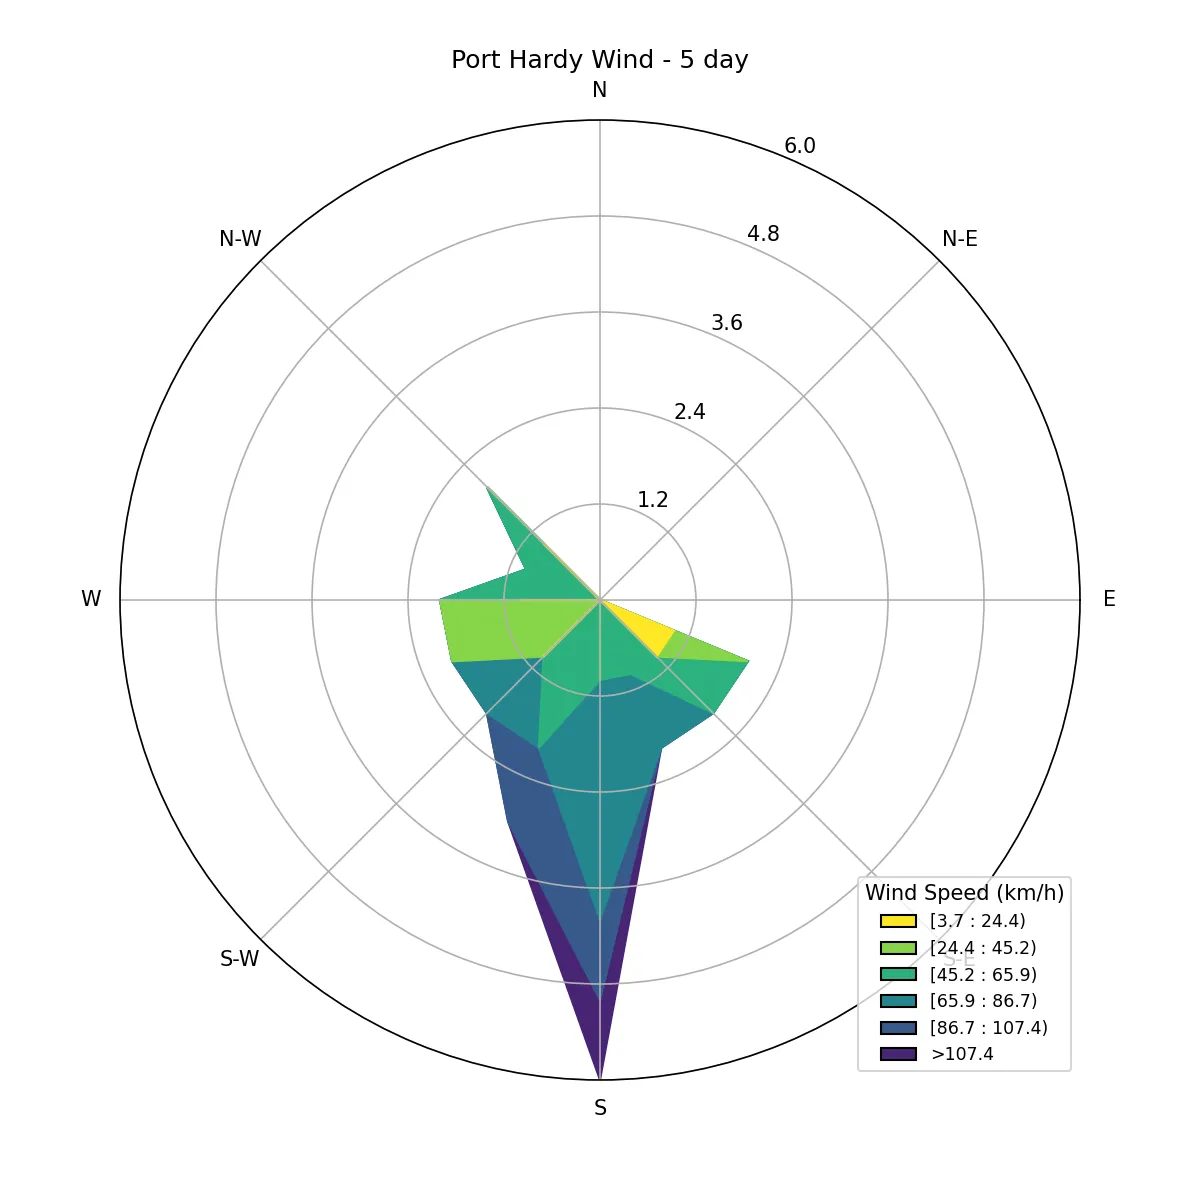 Port Hardy Wind - 5 day
N
6.0
4.8
N-W
N-E
3.6
2.4
1.2
W
E
S-W
S-E
Wind Speed (km/h)
[3.7 : 24.4)
[24.4 : 45.2)
[45.2 : 65.9)
[65.9 : 86.7)
[86.7 : 107.4)
>107.4
S